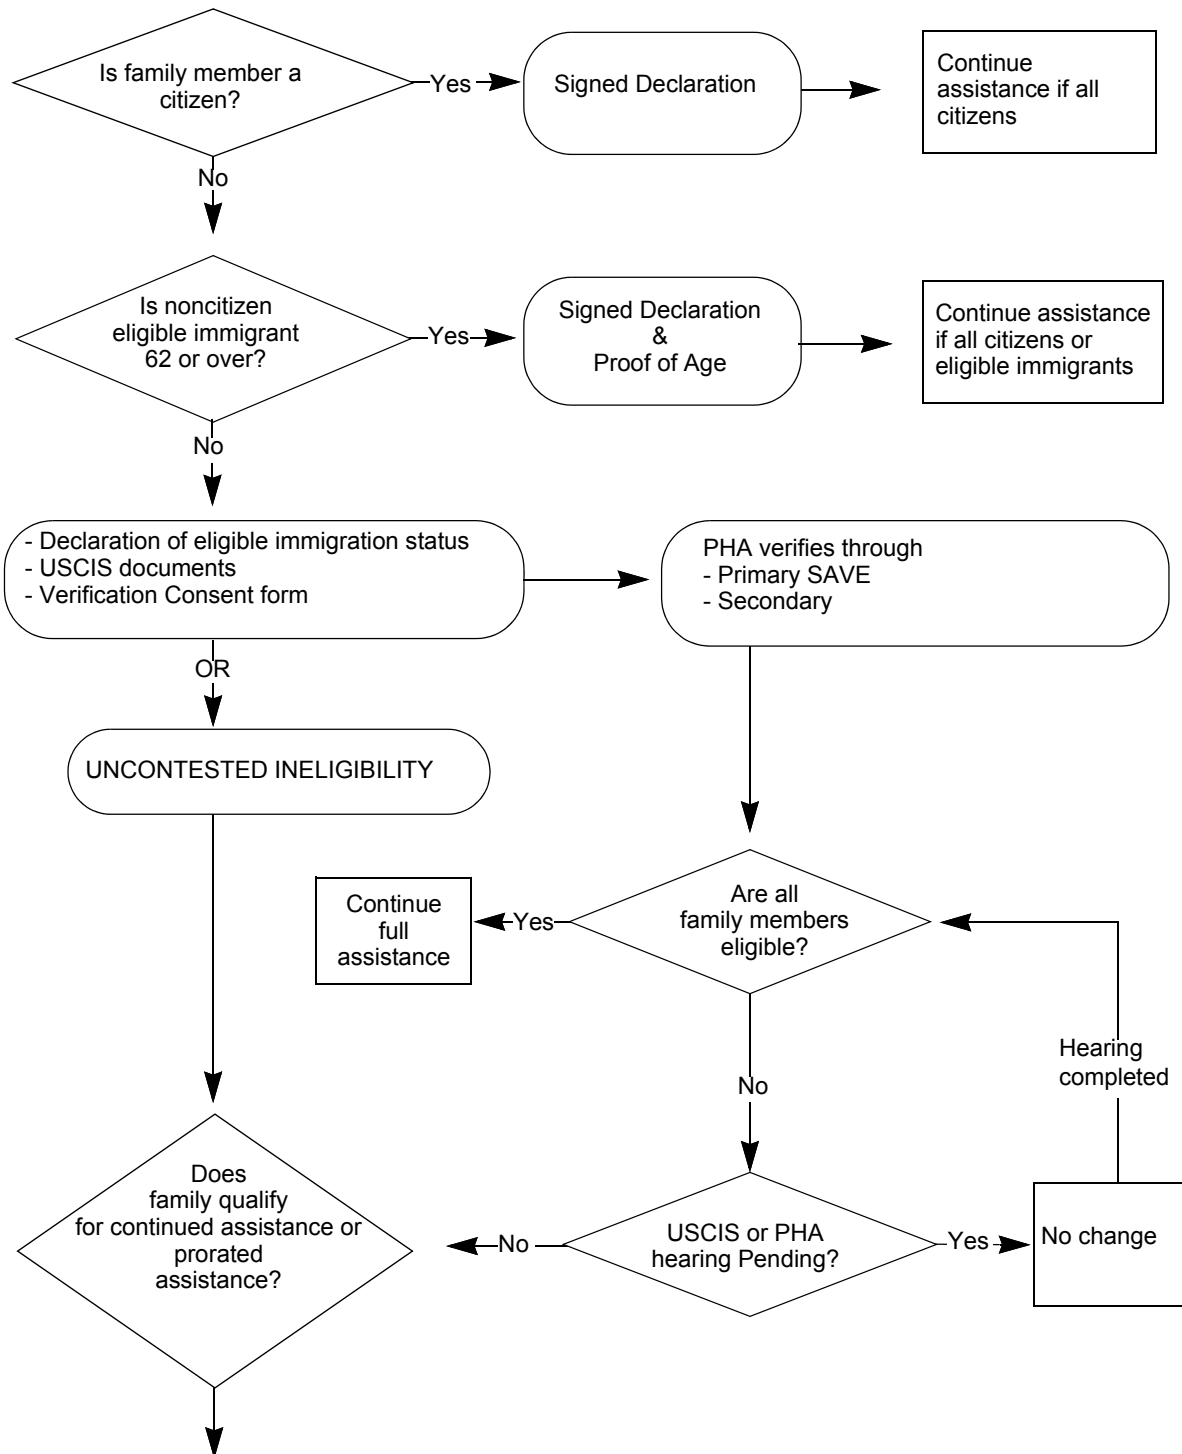 Is family member a
citizen?
Yes
Signed Declaration
Continue
assistance if all
citizens
No
Is noncitizen
eligible immigrant
62 or over?
Yes
Signed Declaration
&
Proof of Age
Continue assistance
if all citizens or
eligible immigrants
No
- Declaration of eligible immigration status
- USCIS documents
- Verification Consent form
PHA verifies through
- Primary SAVE
- Secondary
OR
UNCONTESTED INELIGIBILITY
Are all
family members
eligible?
Yes
Continue
full
assistance
No
Hearing
completed
Does
family qualify
for continued assistance or
prorated
assistance?
No
USCIS or PHA
hearing Pending?
Yes
No change